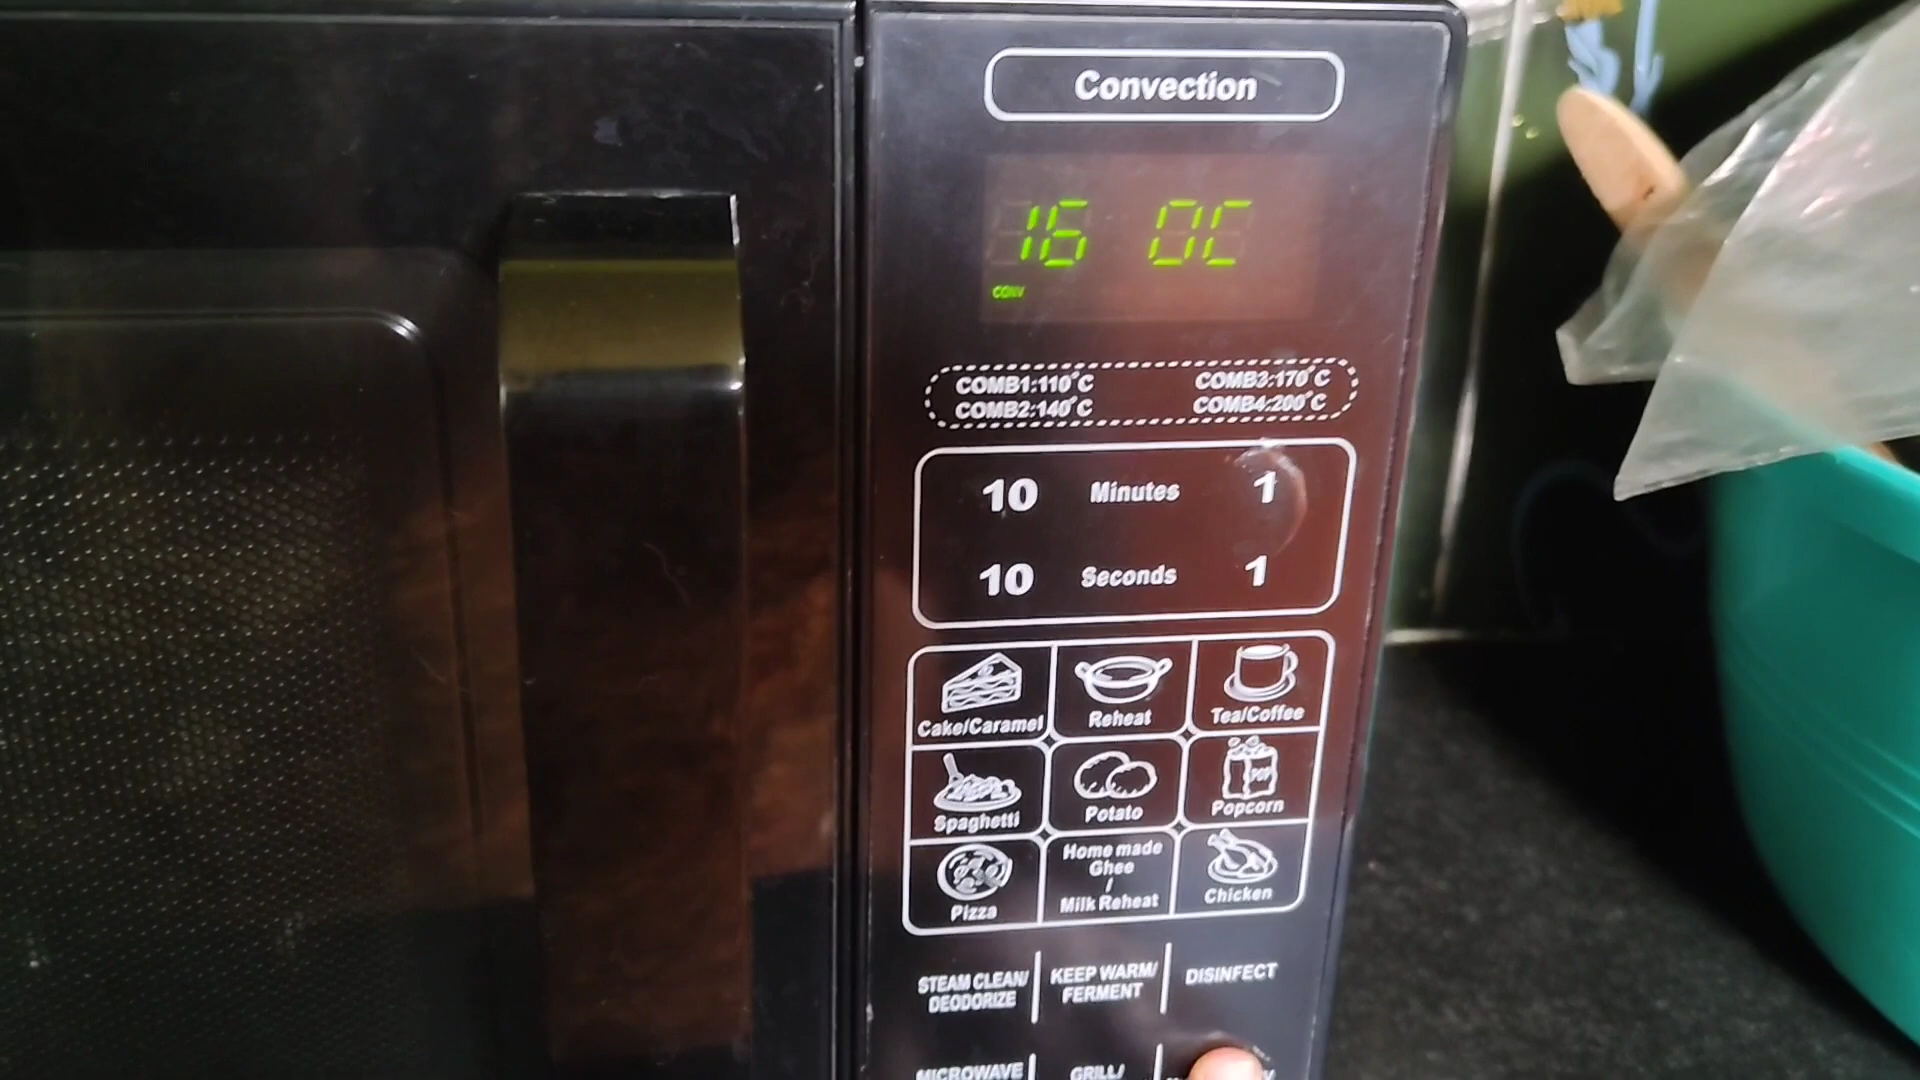 Convection
16 0C
CONV
COMB1:110°C COMB3:170°C
COMB2:140°C COMB4:200°C
10 Minutes 1
10 Seconds 1
Cake/Caramel Reheat Tea/Coffee
POP
Spaghetti Potato Popcorn
Home made
Ghee
/
Milk Reheat
Pizza Chicken
STEAM CLEAN/ KEEP WARM/ DISINFECT
DEODORIZE FERMENT
MICROWAVE GRILL/